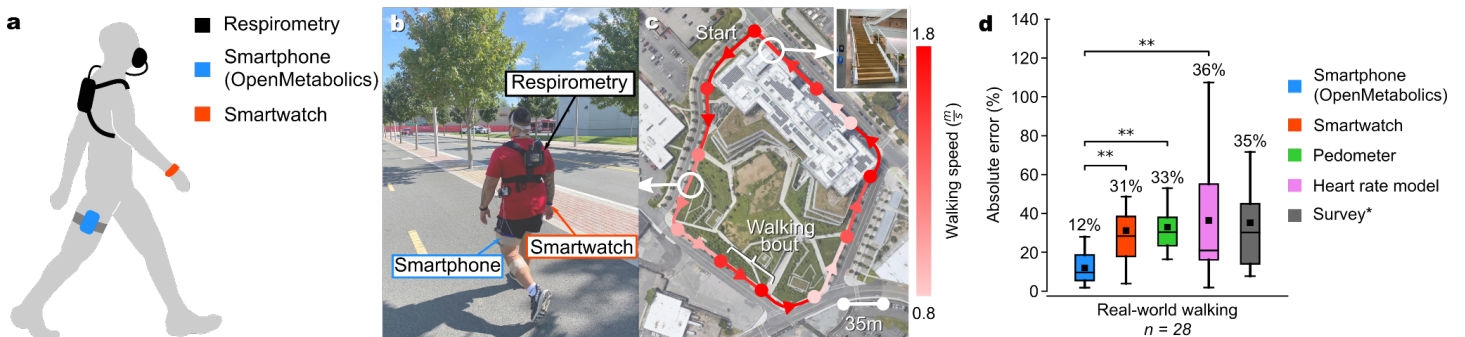 a
Respirometry
Smartphone
(OpenMetabolics)
Smartwatch
b
Respirometry
Smartwatch
Smartphone
c
Start
Walking
bout
35m
1.8
Walking speed (m/s)
0.8
d
Absolute error (%)
140
120
100
80
60
40
20
0
**
**
**
12%
31%
33%
36%
35%
Real-world walking
n = 28
Smartphone
(OpenMetabolics)
Smartwatch
Pedometer
Heart rate model
Survey*